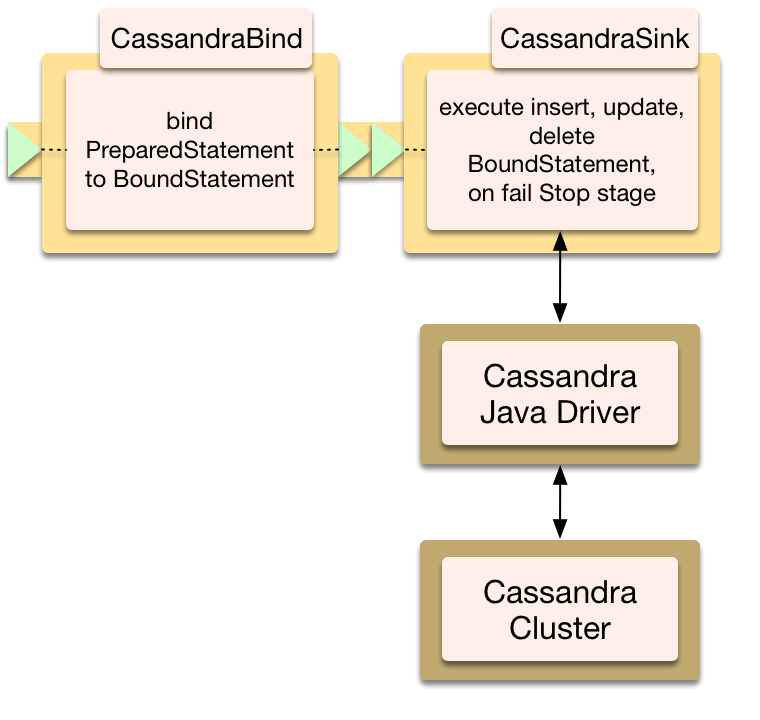 CassandraBind
bind
PreparedStatement
to BoundStatement
CassandraSink
execute insert, update,
delete
BoundStatement,
on fail Stop stage
Cassandra
Java Driver
Cassandra
Cluster